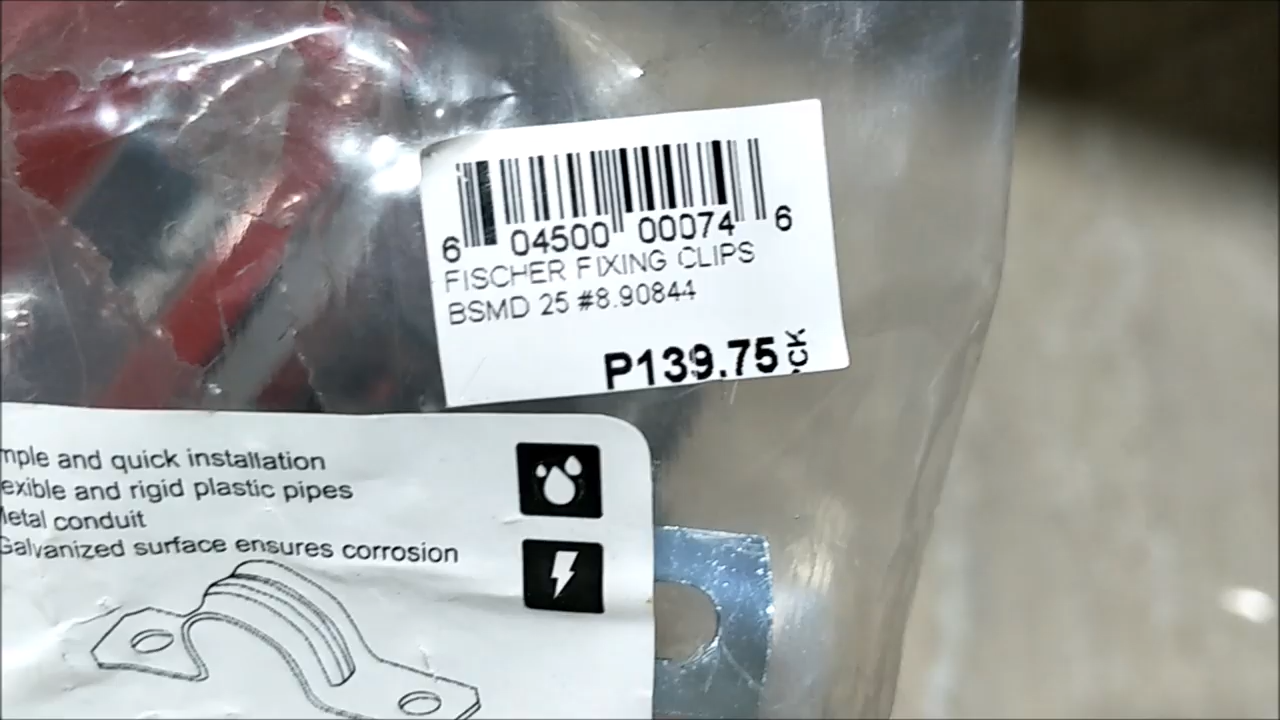 6 04500 00074 6
FISCHER FIXING CLIPS
BSMD 25 #8.90844
P139.75
mple and quick installation
exible and rigid plastic pipes
Metal conduit
Galvanized surface ensures corrosion